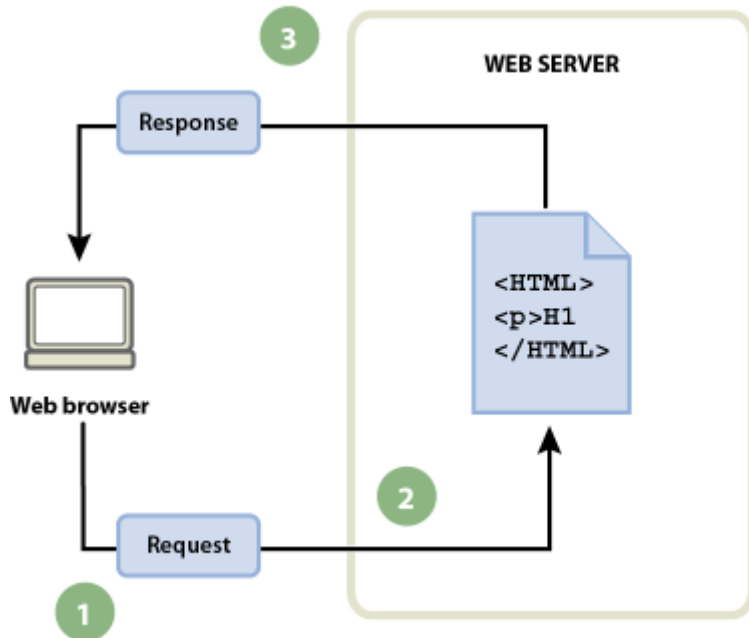 3
WEB SERVER
Response
<HTML>
<p>H1
</HTML>
Web browser
2
Request
1